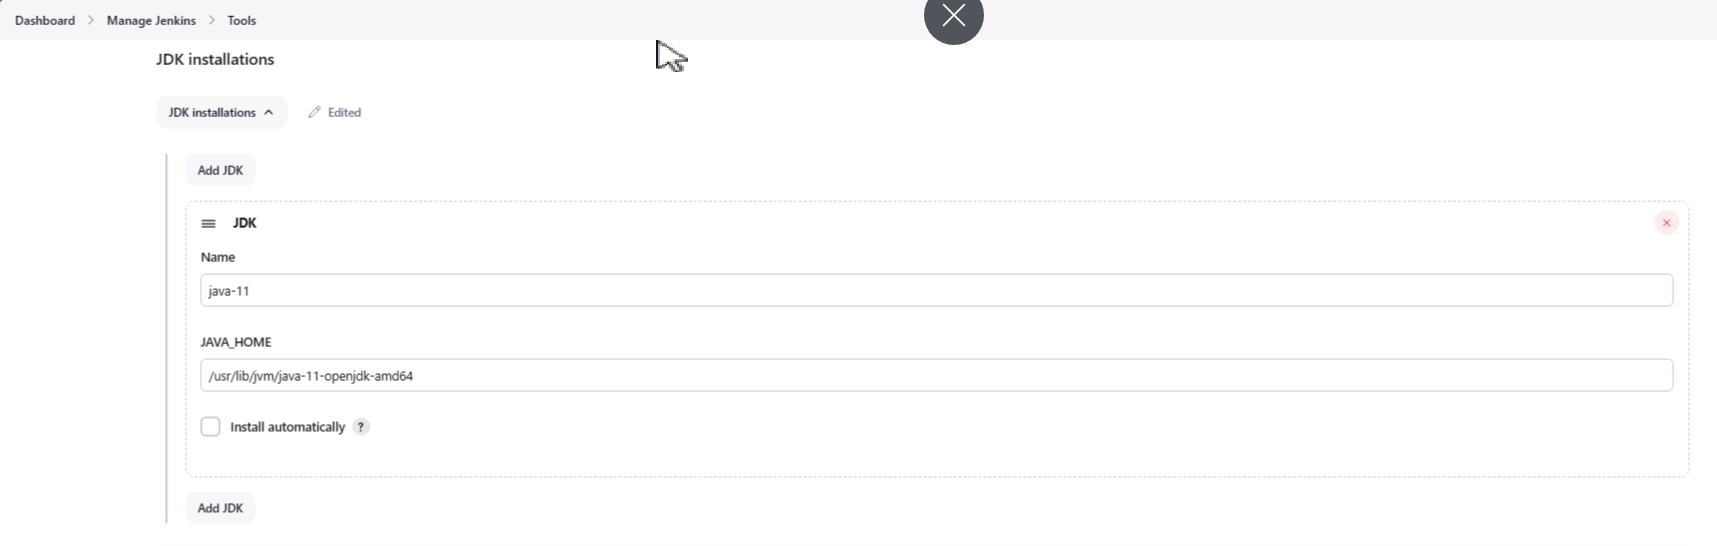 Dashboard > Manage Jenkins > Tools
JDK installations
JDK installations Edited
Add JDK
JDK
Name
java-11
JAVA_HOME
/usr/lib/jvm/java-11-openjdk-amd64
Install automatically ?
Add JDK